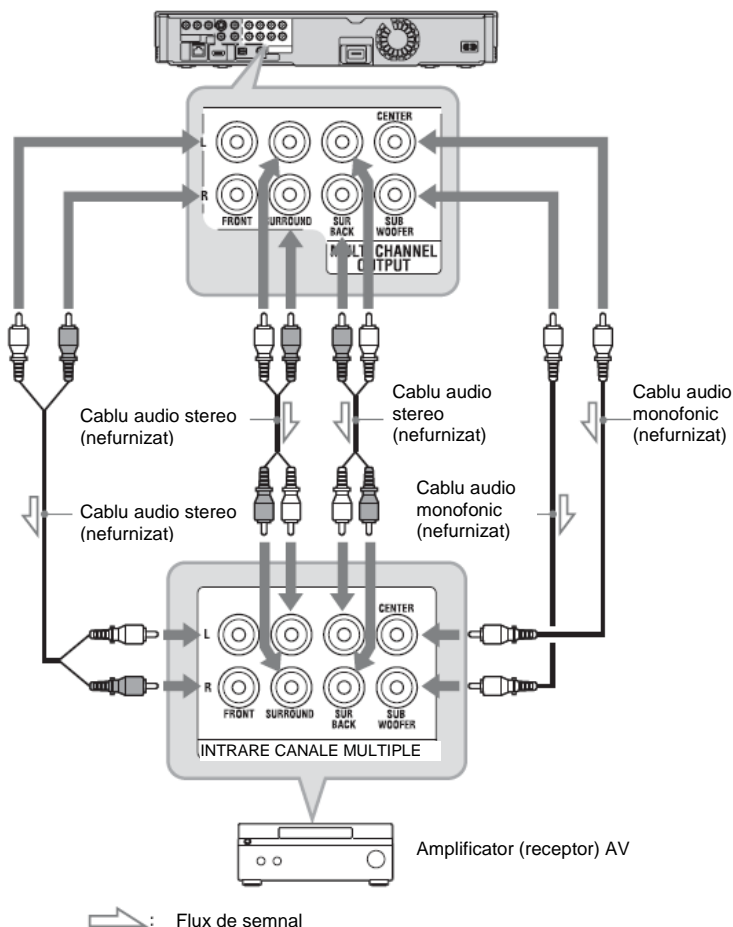 CENTER
L
R
FRONT
SURROUND
SUR
BACK
SUB
WOOFER
MULTI CHANNEL
OUTPUT
Cablu audio stereo
(nefurnizat)
Cablu audio
stereo
(nefurnizat)
Cablu audio
monofonic
(nefurnizat)
Cablu audio stereo
(nefurnizat)
Cablu audio
monofonic
(nefurnizat)
CENTER
L
R
FRONT
SURROUND
SUR
BACK
SUB
WOOFER
INTRARE CANALE MULTIPLE
Amplificator (receptor) AV
: Flux de semnal